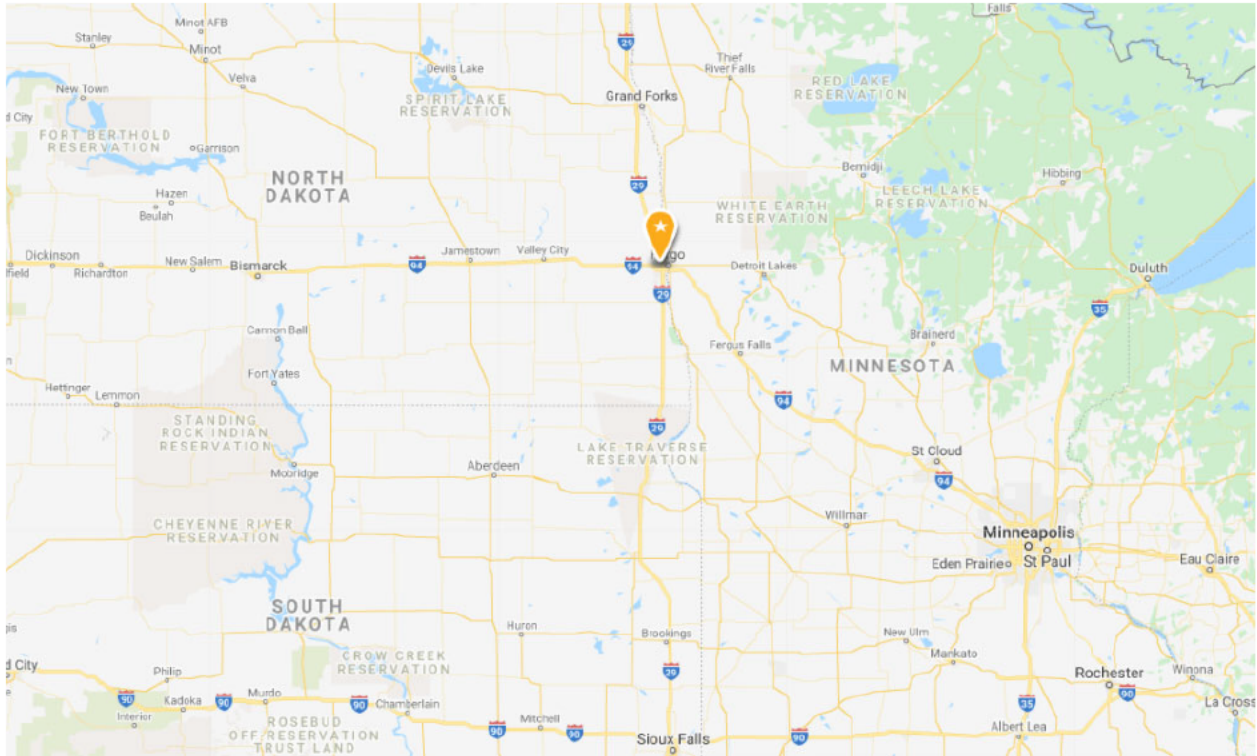 Minot AFB
Stanley
Minot
Velva
New Town
d City
FORT BERTHOLD
RESERVATION
Garrison
Devils Lake
SPIRIT LAKE
RESERVATION
29
Grand Forks
Thief
River Falls
Falls
RED LAKE
RESERVATION
NORTH
DAKOTA
Hazen
Beulah
29
Bemidji
Hibbing
LEECH LAKE
RESERVATION
WHITE EARTH
RESERVATION
Dickinson
field
Richardton
New Salem
Bismarck
94
Jamestown
Valley City
94
go
29
Detroit Lakes
Duluth
35
Cannon Ball
Brainerd
Fergus Falls
MINNESOTA
Fort Yates
Hettinger
Lemmon
94
STANDING
ROCK INDIAN
RESERVATION
29
LAKE TRAVERSE
RESERVATION
St Cloud
94
Mobridge
Aberdeen
CHEYENNE RIVER
RESERVATION
Willmar
Minneapolis
Eden Prairie
St Paul
Eau Claire
SOUTH
DAKOTA
Huron
Brookings
New Ulm
Mankato
CROW CREEK
RESERVATION
d City
Philip
29
Rochester
Winona
90
90
Kadoka
Interior
90
Murdo
90
Chamberlain
35
La Cross
ROSEBUD
OFF RESERVATION
TRUST LAND
90
Mitchell
90
Sioux Falls
90
Albert Lea